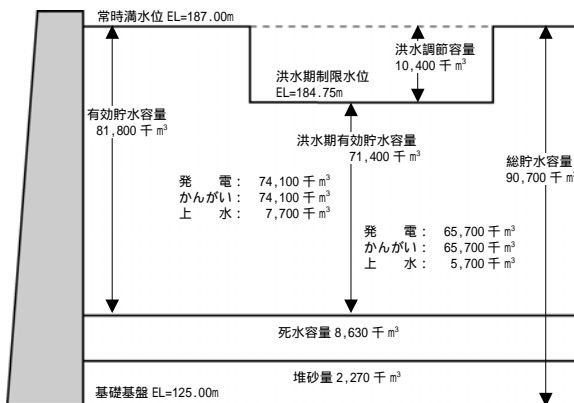 常時満水位 EL=187.00m
洪水調節容量
10,400 千㎥
洪水期制限水位
EL=184.75m
有効貯水容量
81,800 千㎥
洪水期有効貯水容量
71,400 千㎥
総貯水容量
90,700 千㎥
発　電： 74,100 千㎥
かんがい： 74,100 千㎥
上　水： 7,700 千㎥
発　電： 65,700 千㎥
かんがい： 65,700 千㎥
上　水： 5,700 千㎥
死水容量 8,630 千㎥
堆砂量 2,270 千㎥
基礎基盤 EL=125.00m